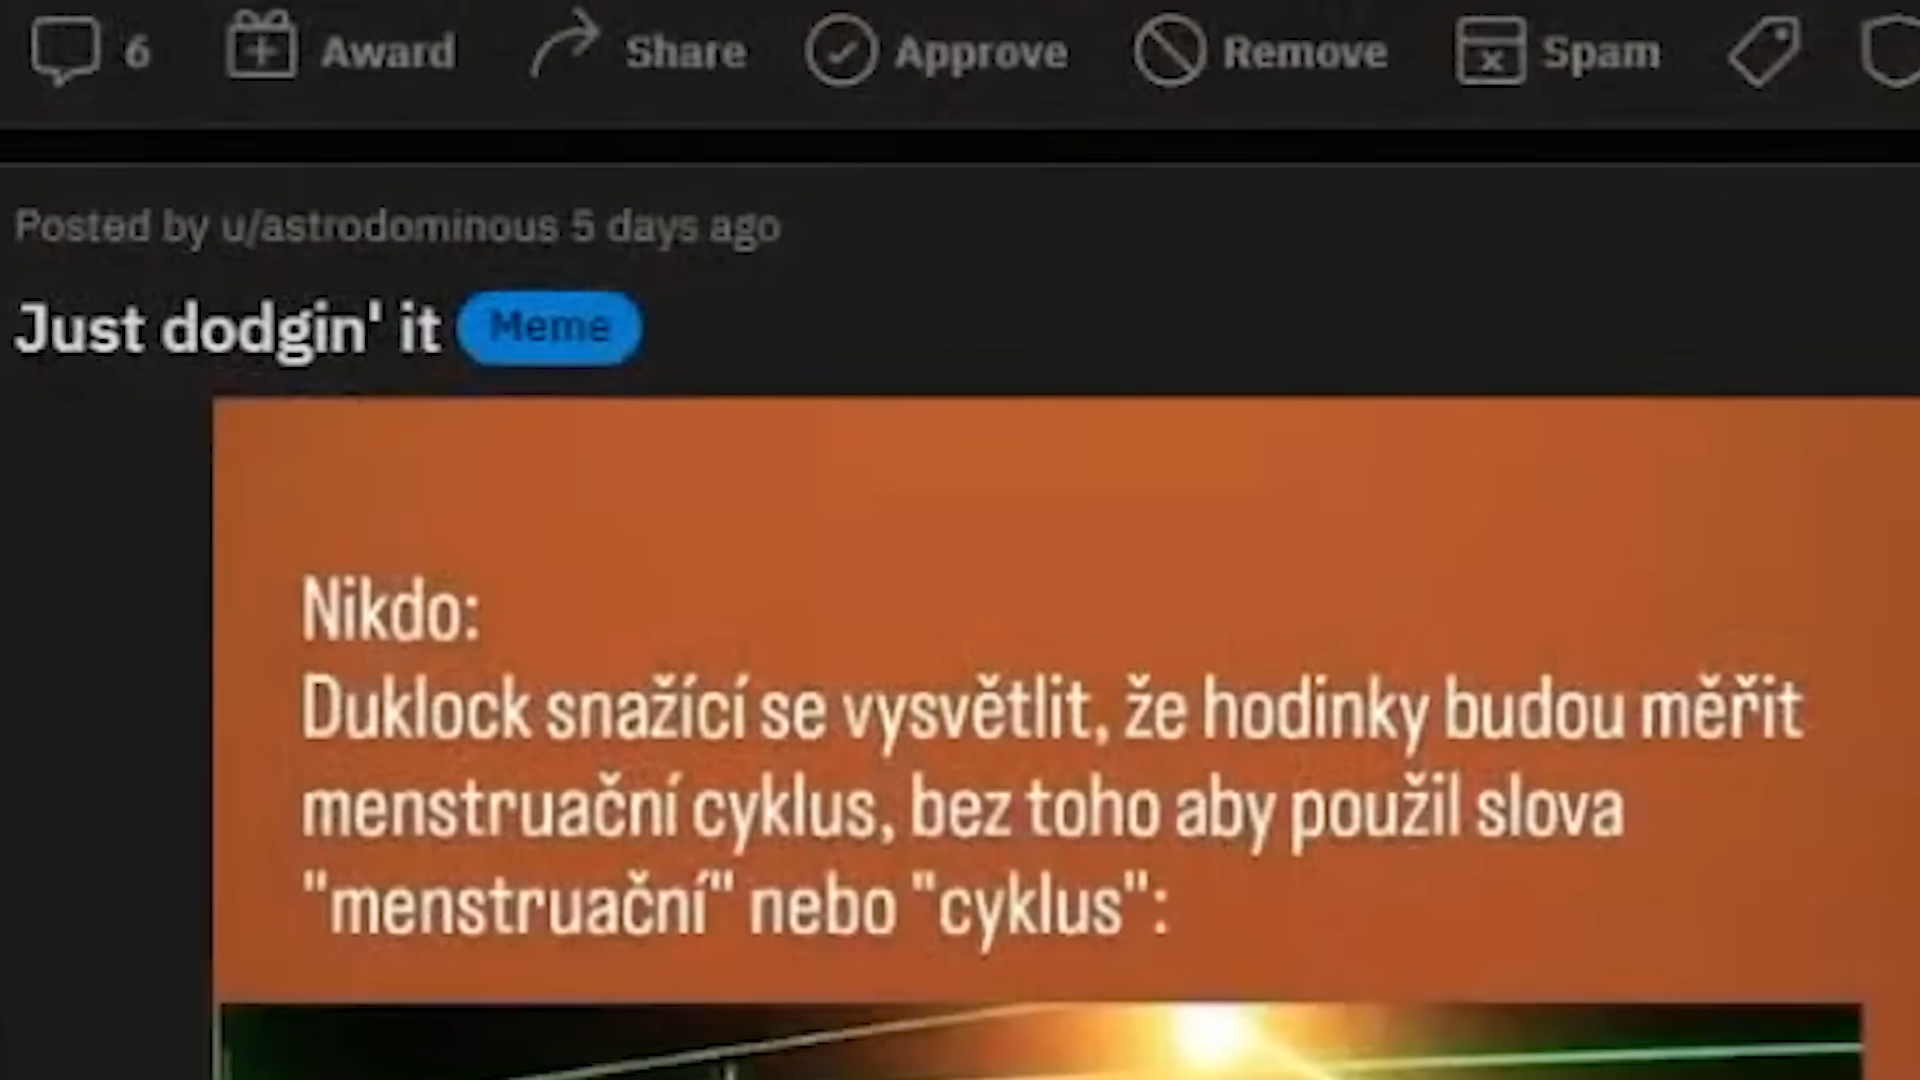 6 Award Share Approve Remove Spam
Posted by u/astrodominous 5 days ago
Just dodgin' it Meme
Nikdo:
Duklock snažící se vysvětlit, že hodinky budou měřit
menstruační cyklus, bez toho aby použil slova
"menstruační" nebo "cyklus":